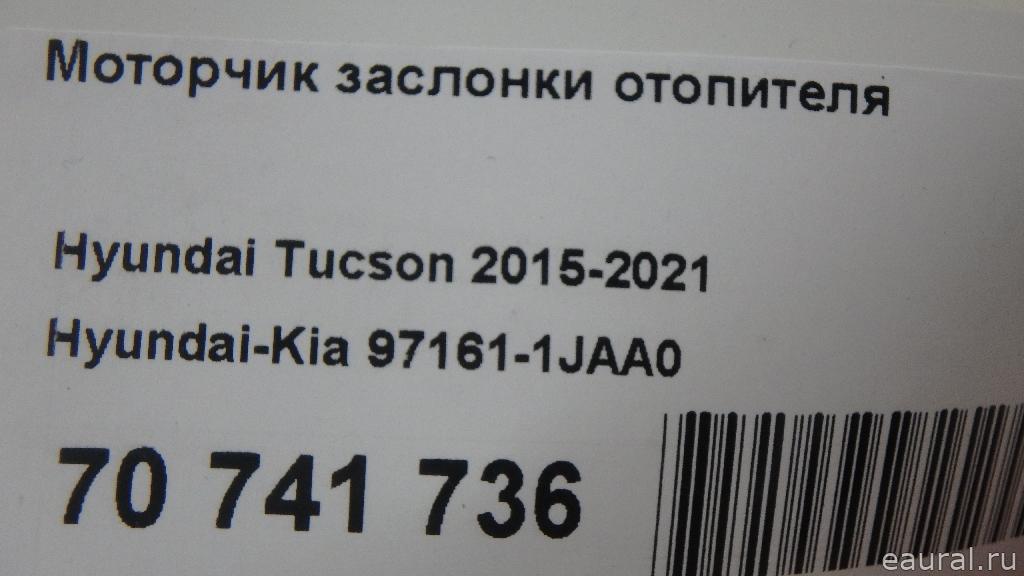 Моторчик заслонки отопителя
Hyundai Tucson 2015-2021
Hyundai-Kia 97161-1JAA0
70 741 736
eaural.ru